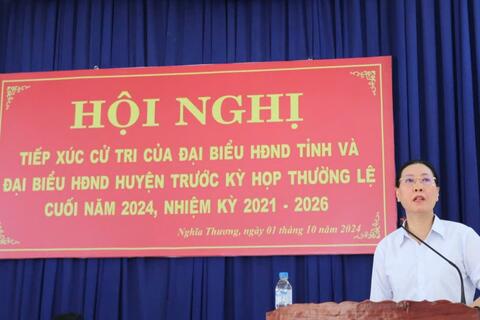 HỘI NGHỊ
TIẾP XÚC CỬ TRI CỦA ĐẠI BIỂU HĐND TỈNH VÀ
ĐẠI BIỂU HĐND HUYỆN TRƯỚC KỲ HỌP THƯỜNG LỆ
CUỐI NĂM 2024, NHIỆM KỲ 2021 - 2026
Nghĩa Thương, ngày 01 tháng 10 năm 2024